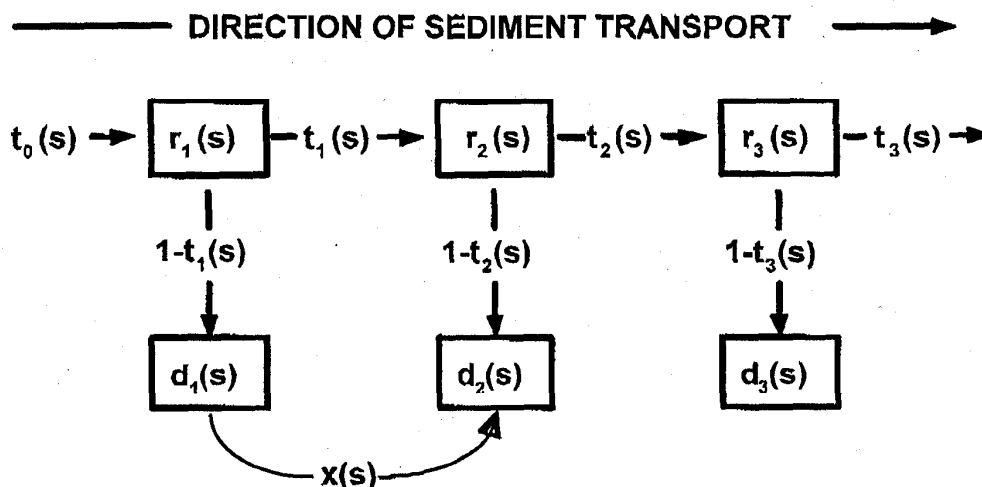 DIRECTION OF SEDIMENT TRANSPORT
t₀(s) r₁(s) t₁(s) r₂(s) t₂(s) r₃(s) t₃(s)
1-t₁(s) 1-t₂(s) 1-t₃(s)
d₁(s) d₂(s) d₃(s)
X(s)